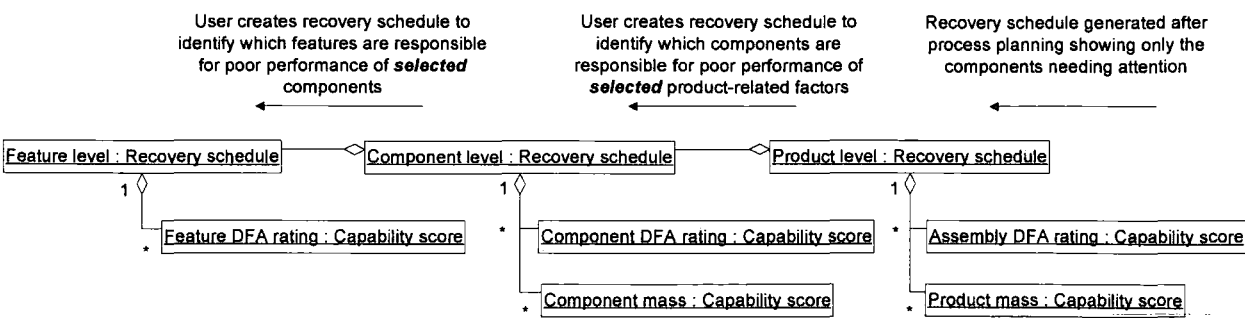 User creates recovery schedule to
identify which features are responsible
for poor performance of selected
components
User creates recovery schedule to
identify which components are
responsible for poor performance of
selected product-related factors
Recovery schedule generated after
process planning showing only the
components needing attention
Feature level : Recovery schedule
Component level : Recovery schedule
Product level : Recovery schedule
1
1
1
*
Feature DFA rating : Capability score
*
Component DFA rating : Capability score
*
Assembly DFA rating : Capability score
*
Component mass : Capability score
*
Product mass : Capability score